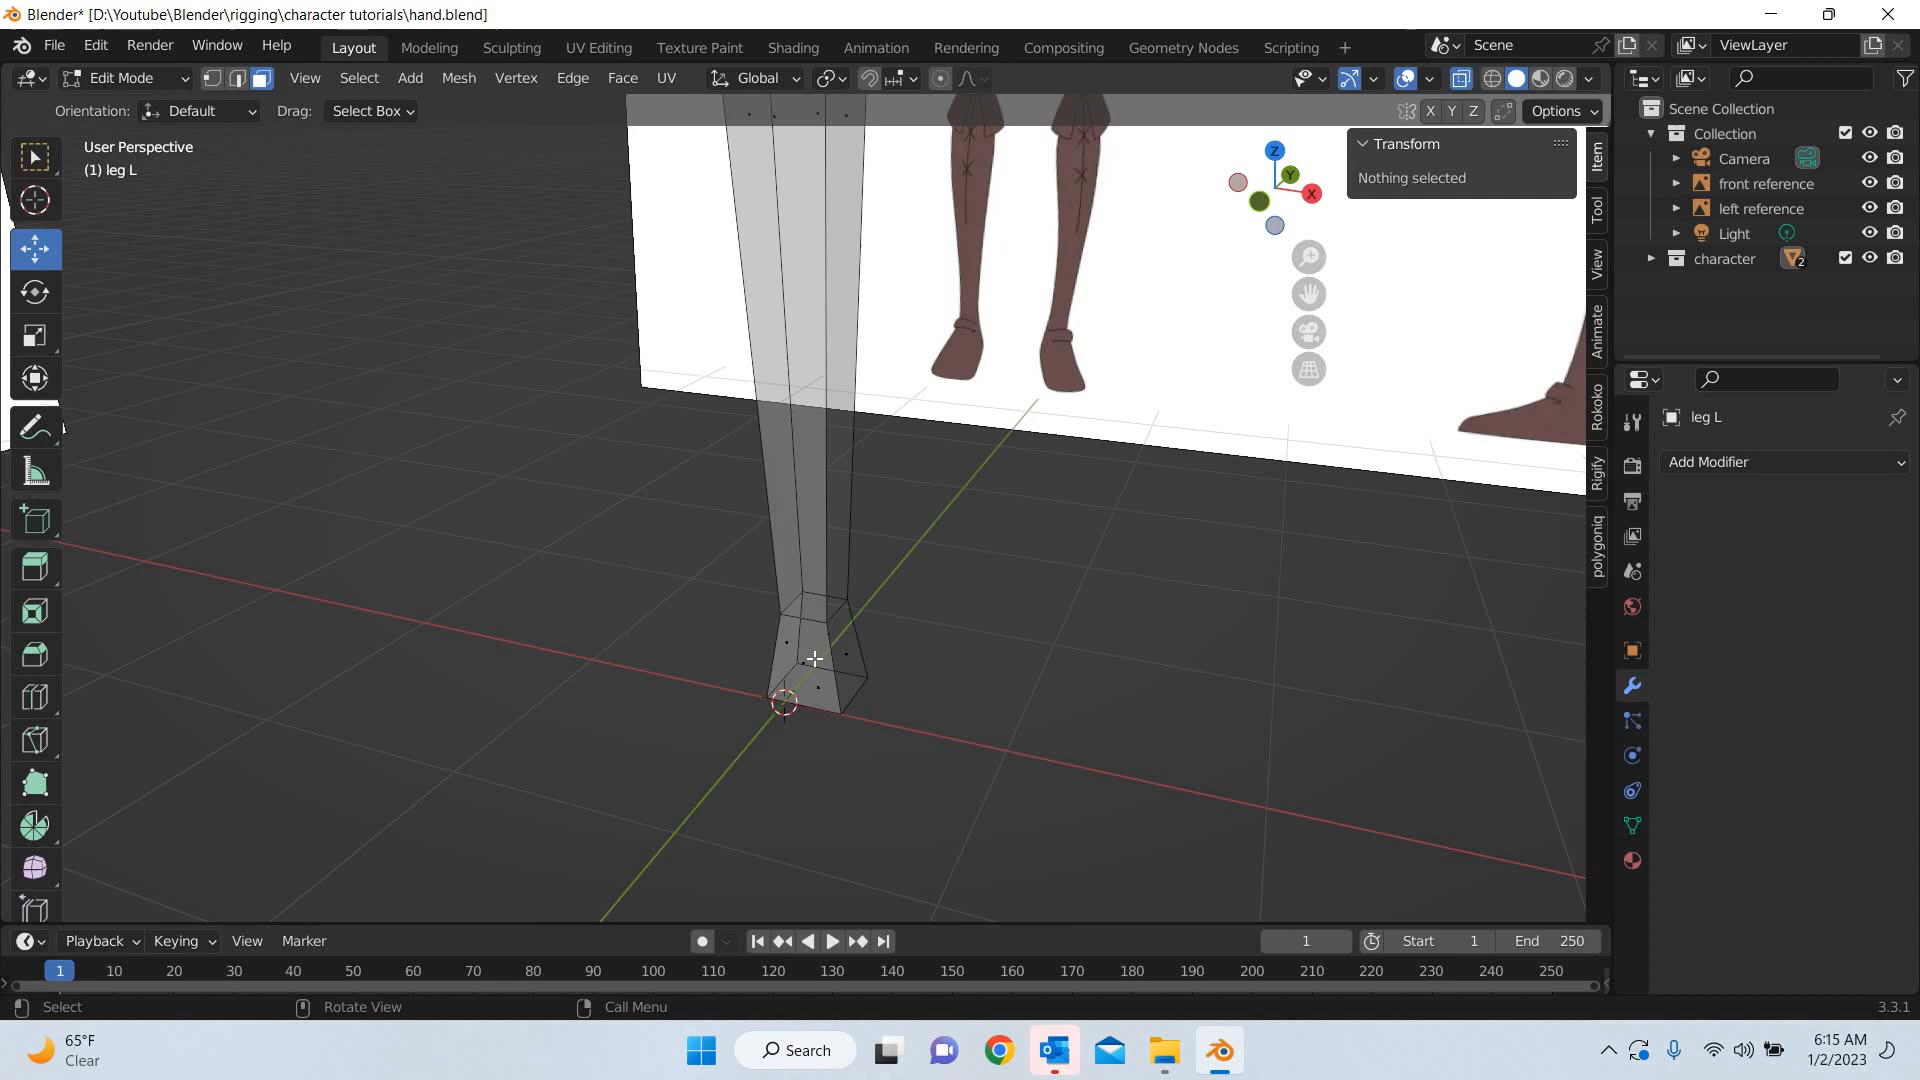 Blender* [D:\Youtube\Blender\rigging\character tutorials\hand.blend]
File Edit Render Window Help Layout Modeling Sculpting UV Editing Texture Paint Shading Animation Rendering Compositing Geometry Nodes Scripting + Scene ViewLayer
Edit Mode View Select Add Mesh Vertex Edge Face UV Global
Orientation: Default Drag: Select Box X Y Z Options
User Perspective
(1) leg L
Z
Y
X
Transform
Nothing selected
Item
Tool
View
Animate
Rokoko
Rigify
polygoniq
Scene Collection
Collection
Camera
front reference
left reference
Light
character 2
leg L
Add Modifier
Playback Keying View Marker 1 Start 1 End 250
1 10 20 30 40 50 60 70 80 90 100 110 120 130 140 150 160 170 180 190 200 210 220 230 240 250
Select Rotate View Call Menu 3.3.1
65°F
Clear
Search
6:15 AM
1/2/2023